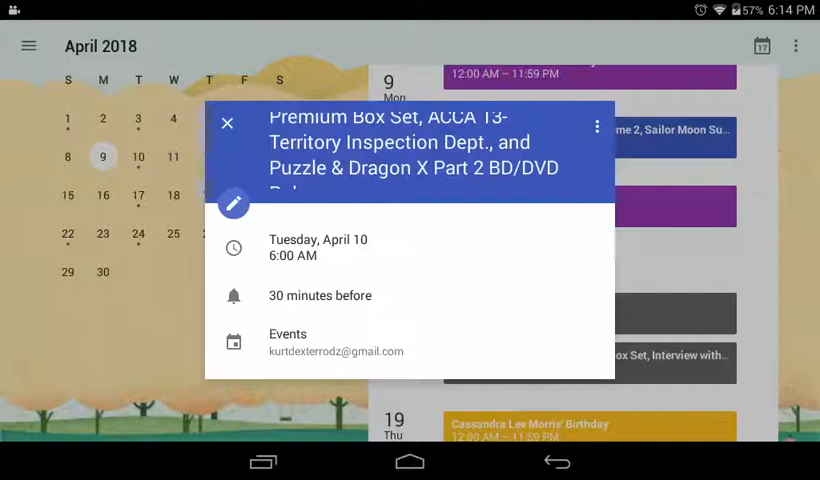 57% 6:14 PM
April 2018
17
S M T W T F S
1 2 3 4
8 9 10 11
15 16 17 18
22 23 24 25
29 30
9
Mon
12:00 AM – 11:59 PM
me 2, Sailor Moon Su...
Premium Box Set, ACCA 13-
Territory Inspection Dept., and
Puzzle & Dragon X Part 2 BD/DVD
Tuesday, April 10
6:00 AM
30 minutes before
Events
kurtdexterrodz@gmail.com
ox Set, Interview with...
19
Thu
Cassandra Lee Morris' Birthday
12:00 AM – 11:59 PM